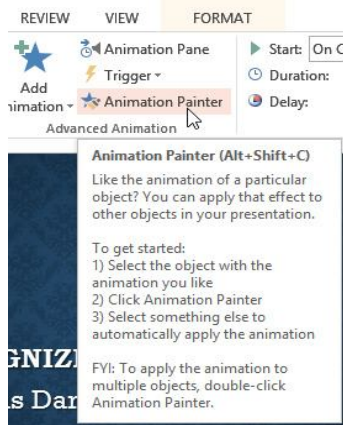 REVIEW VIEW FORMAT
Animation Pane
Start: On
Trigger
Duration:
Add
Animation Painter
Delay:
nimation
Advanced Animation
Animation Painter (Alt+Shift+C)
Like the animation of a particular
object? You can apply that effect to
other objects in your presentation.
To get started:
1) Select the object with the
animation you like
2) Click Animation Painter
3) Select something else to
automatically apply the animation
FYI: To apply the animation to
multiple objects, double-click
Animation Painter.
GNIZ
s Dar